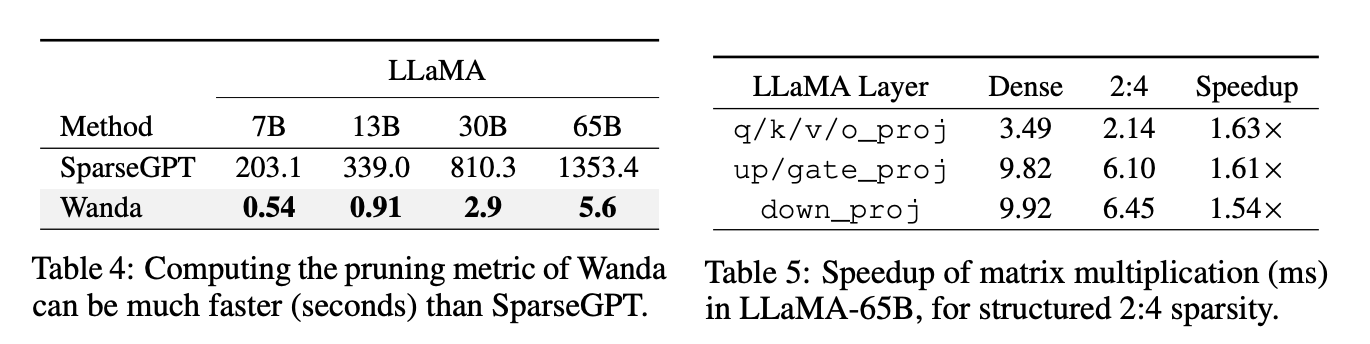 LLaMA
Method 7B 13B 30B 65B
SparseGPT 203.1 339.0 810.3 1353.4
Wanda 0.54 0.91 2.9 5.6
Table 4: Computing the pruning metric of Wanda
can be much faster (seconds) than SparseGPT.
LLaMA Layer Dense 2:4 Speedup
q/k/v/o_proj 3.49 2.14 1.63×
up/gate_proj 9.82 6.10 1.61×
down_proj 9.92 6.45 1.54×
Table 5: Speedup of matrix multiplication (ms)
in LLaMA-65B, for structured 2:4 sparsity.